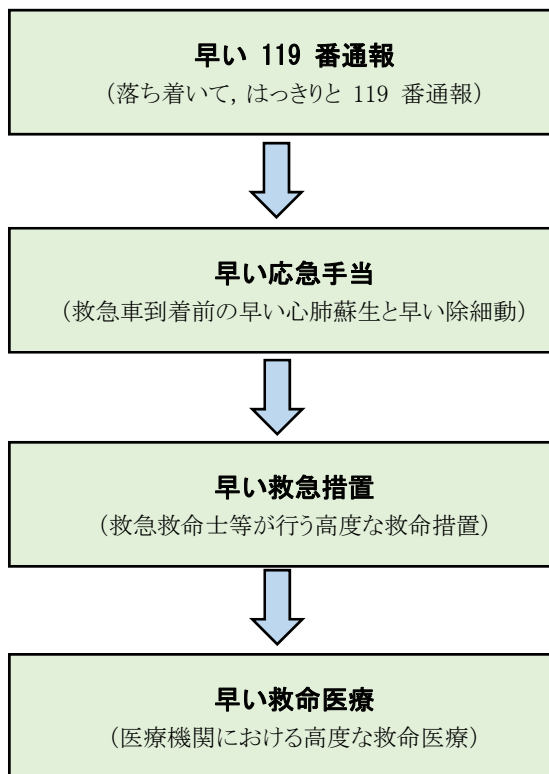 早い 119 番通報
(落ち着いて, はっきりと 119 番通報)
早い応急手当
(救急車到着前の早い心肺蘇生と早い除細動)
早い救急措置
(救急救命士等が行う高度な救命措置)
早い救命医療
(医療機関における高度な救命医療)